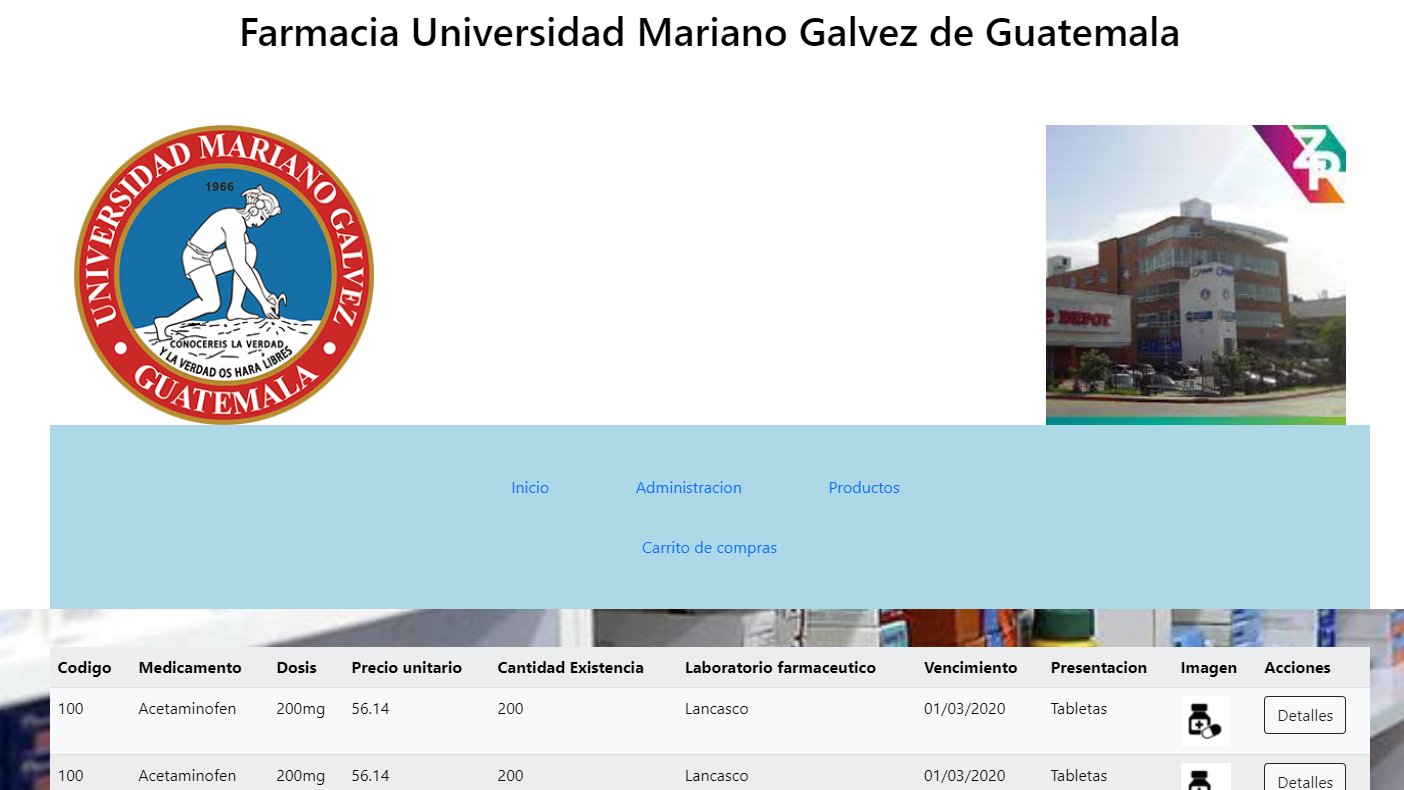 Farmacia Universidad Mariano Galvez de Guatemala
UNIVERSIDAD MARIANO GALVEZ
1966
CONOCEREIS LA VERDAD
Y LA VERDAD OS HARA LIBRES
GUATEMALA
ZR
DEPOT
Inicio Administracion Productos
Carrito de compras
Codigo Medicamento Dosis Precio unitario Cantidad Existencia Laboratorio farmaceutico Vencimiento Presentacion Imagen Acciones
100 Acetaminofen 200mg 56.14 200 Lancasco 01/03/2020 Tabletas Detalles
100 Acetaminofen 200mg 56.14 200 Lancasco 01/03/2020 Tabletas Detalles